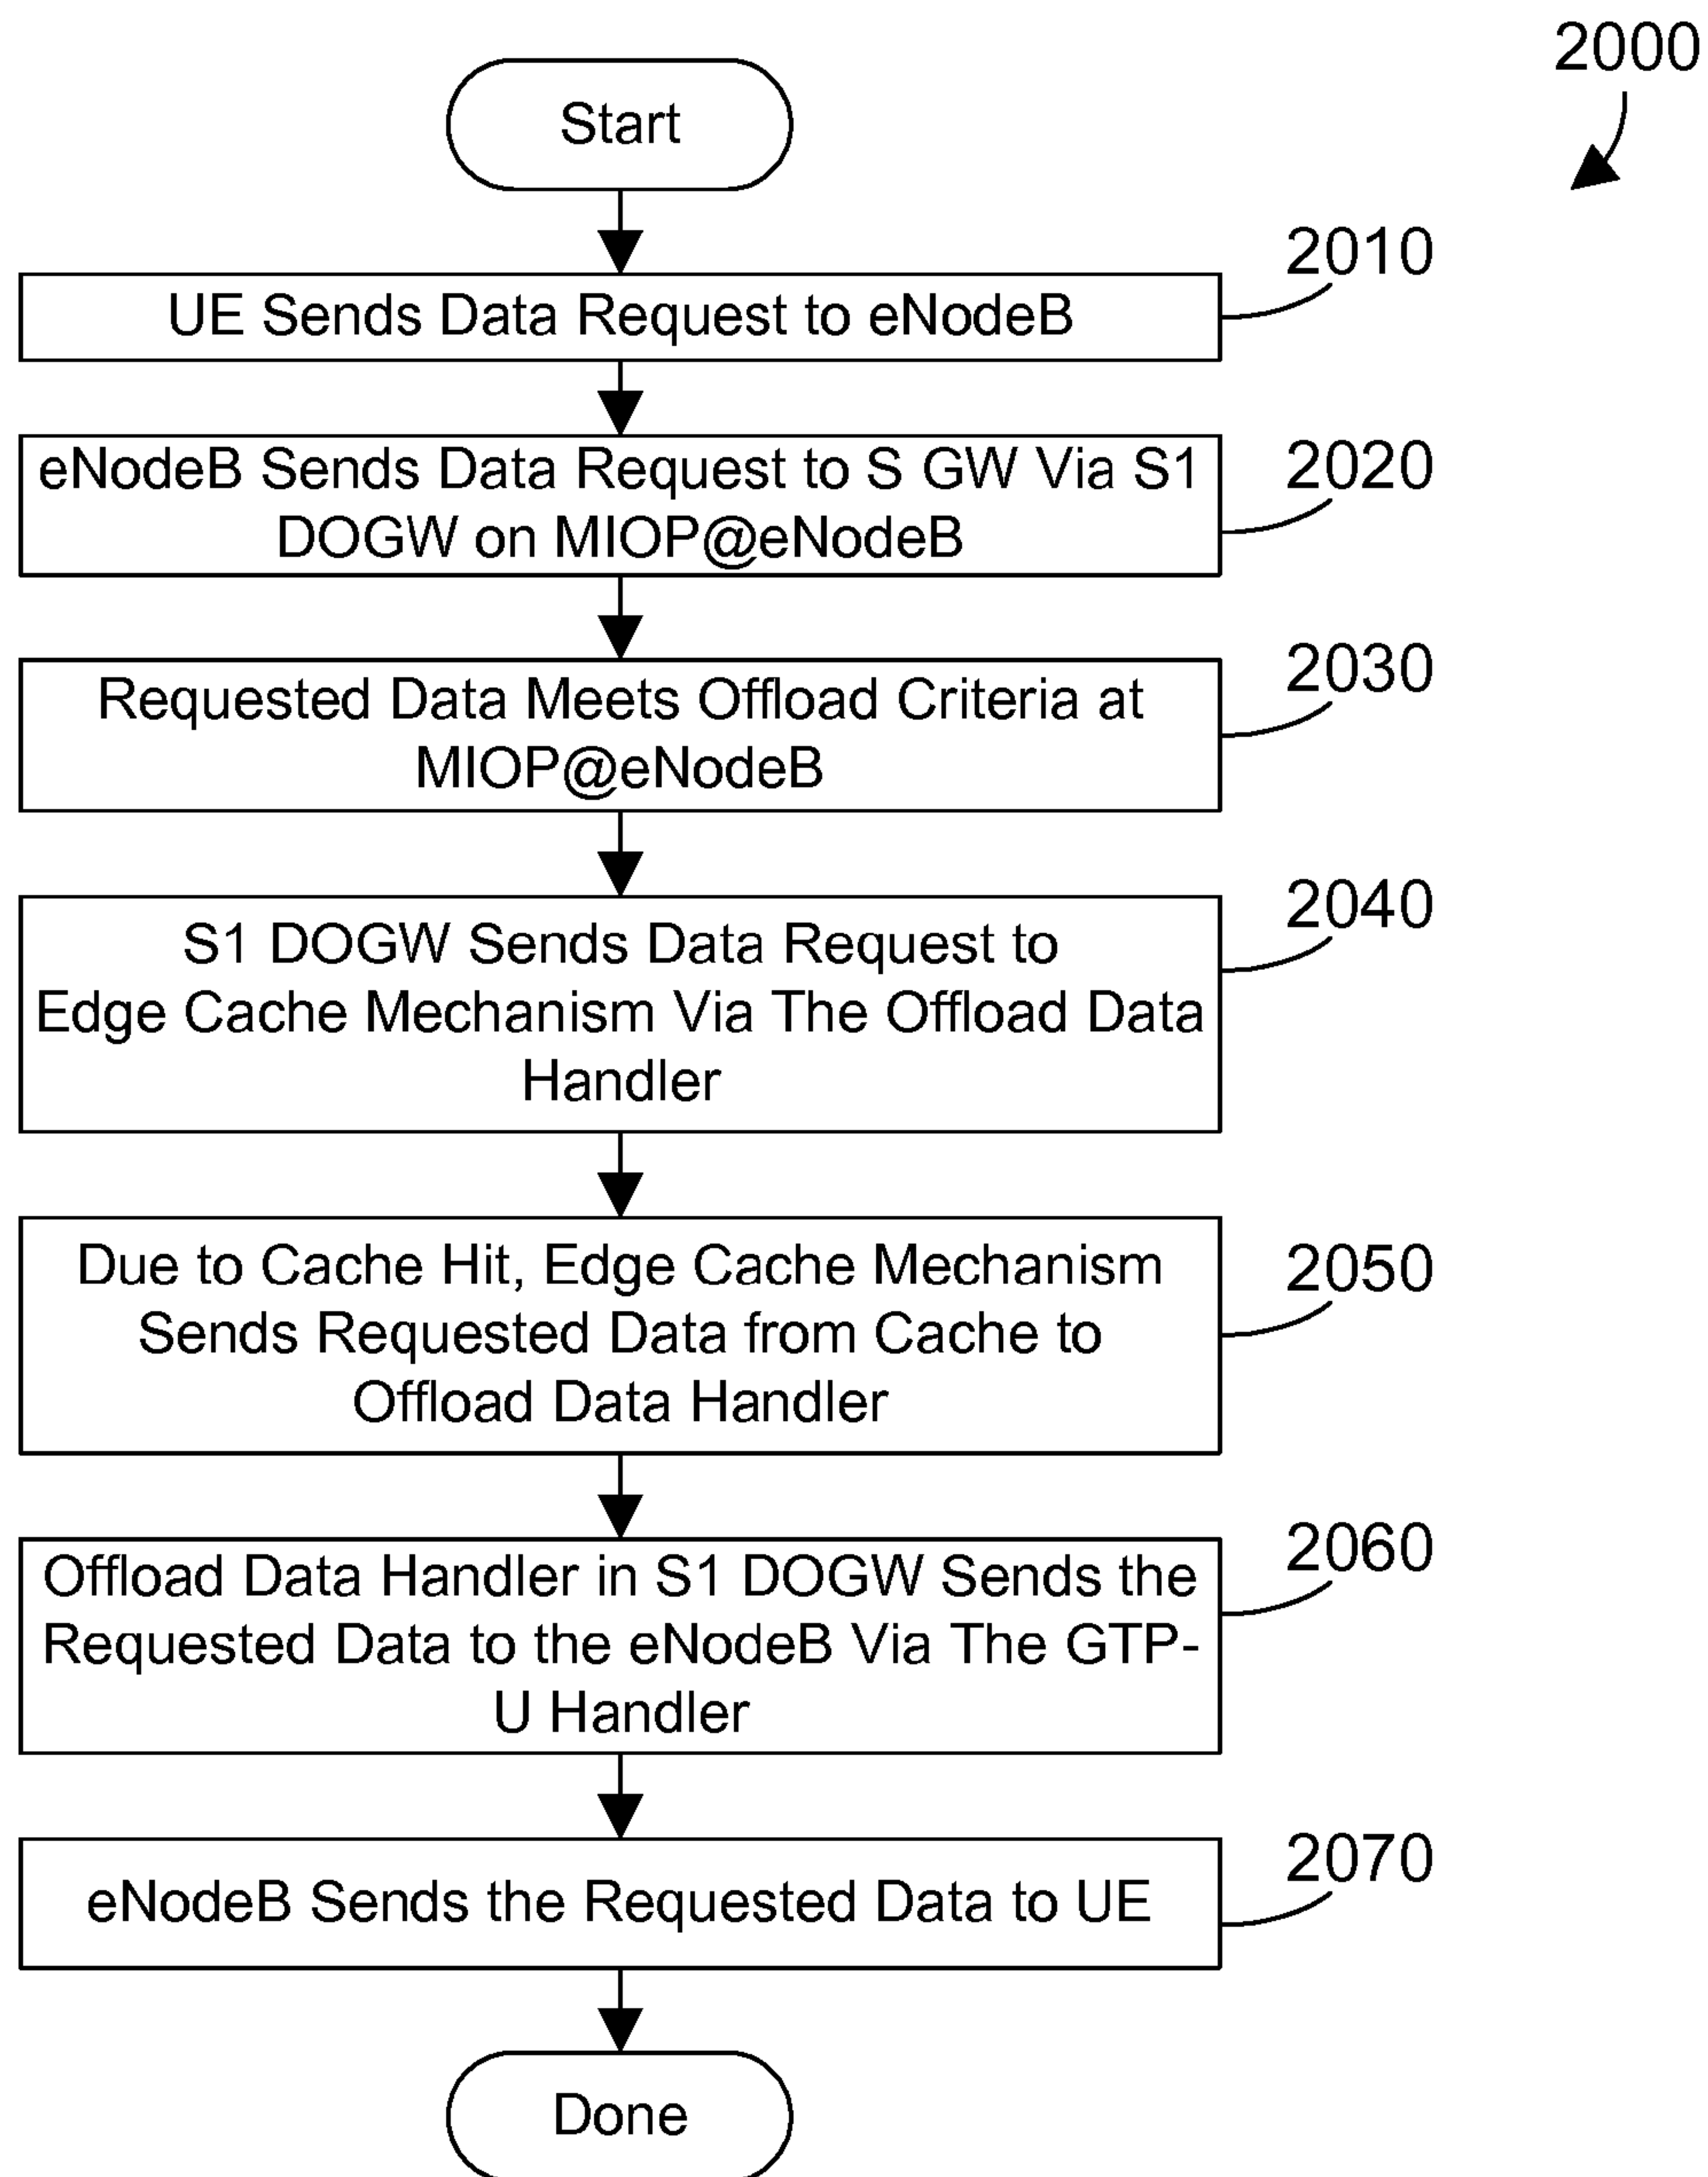 2000
Start
2010
UE Sends Data Request to eNodeB
2020
eNodeB Sends Data Request to S GW Via S1
DOGW on MIOP@eNodeB
2030
Requested Data Meets Offload Criteria at
MIOP@eNodeB
2040
S1 DOGW Sends Data Request to
Edge Cache Mechanism Via The Offload Data
Handler
2050
Due to Cache Hit, Edge Cache Mechanism
Sends Requested Data from Cache to
Offload Data Handler
2060
Offload Data Handler in S1 DOGW Sends the
Requested Data to the eNodeB Via The GTP-
U Handler
2070
eNodeB Sends the Requested Data to UE
Done